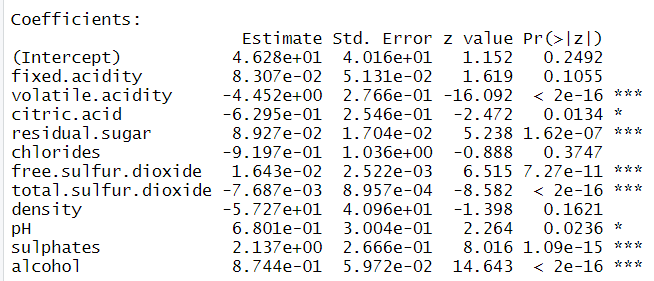 Coefficients:
                       Estimate Std. Error z value Pr(>|z|)
(Intercept)           4.628e+01  4.016e+01   1.152   0.2492
fixed.acidity         8.307e-02  5.131e-02   1.619   0.1055
volatile.acidity     -4.452e+00  2.766e-01 -16.092  < 2e-16 ***
citric.acid          -6.295e-01  2.546e-01  -2.472   0.0134 *
residual.sugar        8.927e-02  1.704e-02   5.238 1.62e-07 ***
chlorides            -9.197e-01  1.036e+00  -0.888   0.3747
free.sulfur.dioxide   1.643e-02  2.522e-03   6.515 7.27e-11 ***
total.sulfur.dioxide -7.687e-03  8.957e-04  -8.582  < 2e-16 ***
density              -5.727e+01  4.096e+01  -1.398   0.1621
pH                    6.801e-01  3.004e-01   2.264   0.0236 *
sulphates             2.137e+00  2.666e-01   8.016 1.09e-15 ***
alcohol               8.744e-01  5.972e-02  14.643  < 2e-16 ***